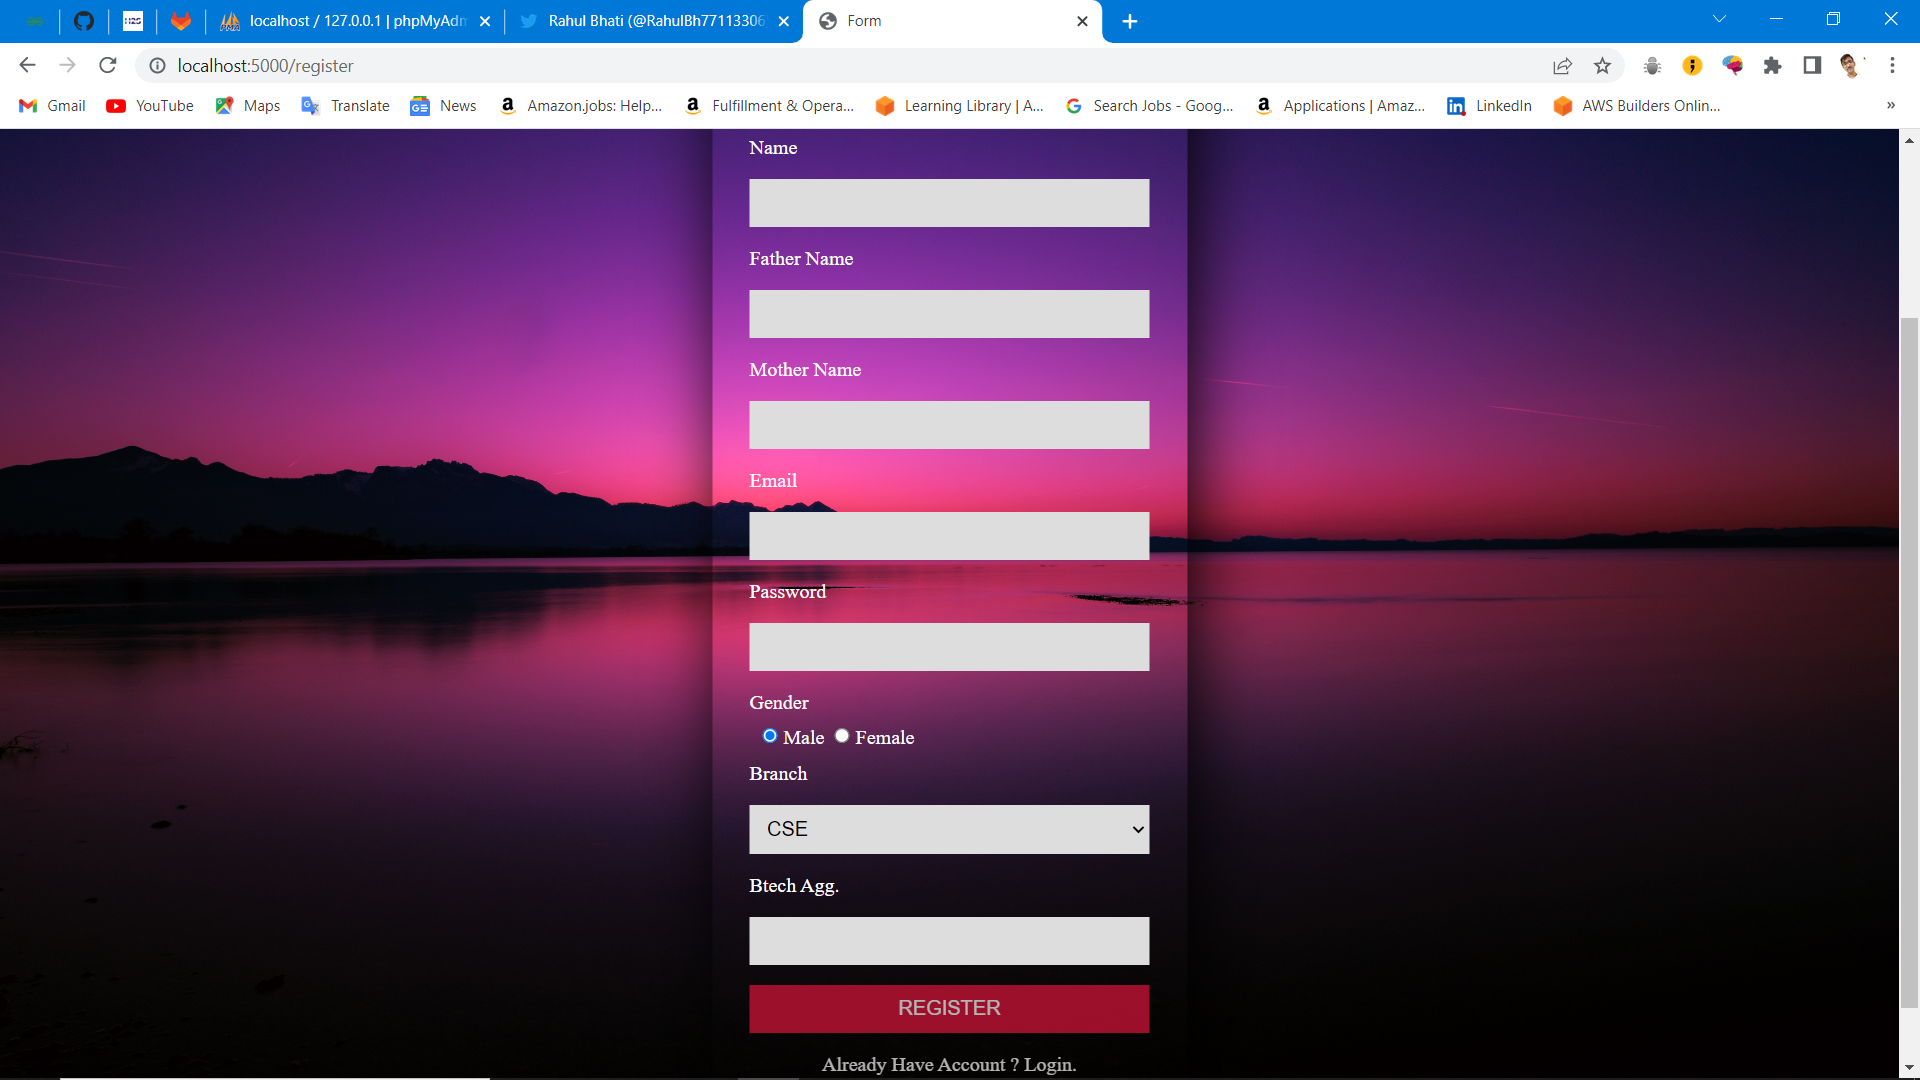 localhost / 127.0.0.1 | phpMyAdm
Rahul Bhati (@RahulBh77113306
Form
localhost:5000/register
Gmail
YouTube
Maps
Translate
News
Amazon.jobs: Help...
Fulfillment & Opera...
Learning Library | A...
Search Jobs - Goog...
Applications | Amaz...
LinkedIn
AWS Builders Onlin...
»
Name
Father Name
Mother Name
Email
Password
Gender
Male Female
Branch
CSE
Btech Agg.
REGISTER
Already Have Account ? Login.